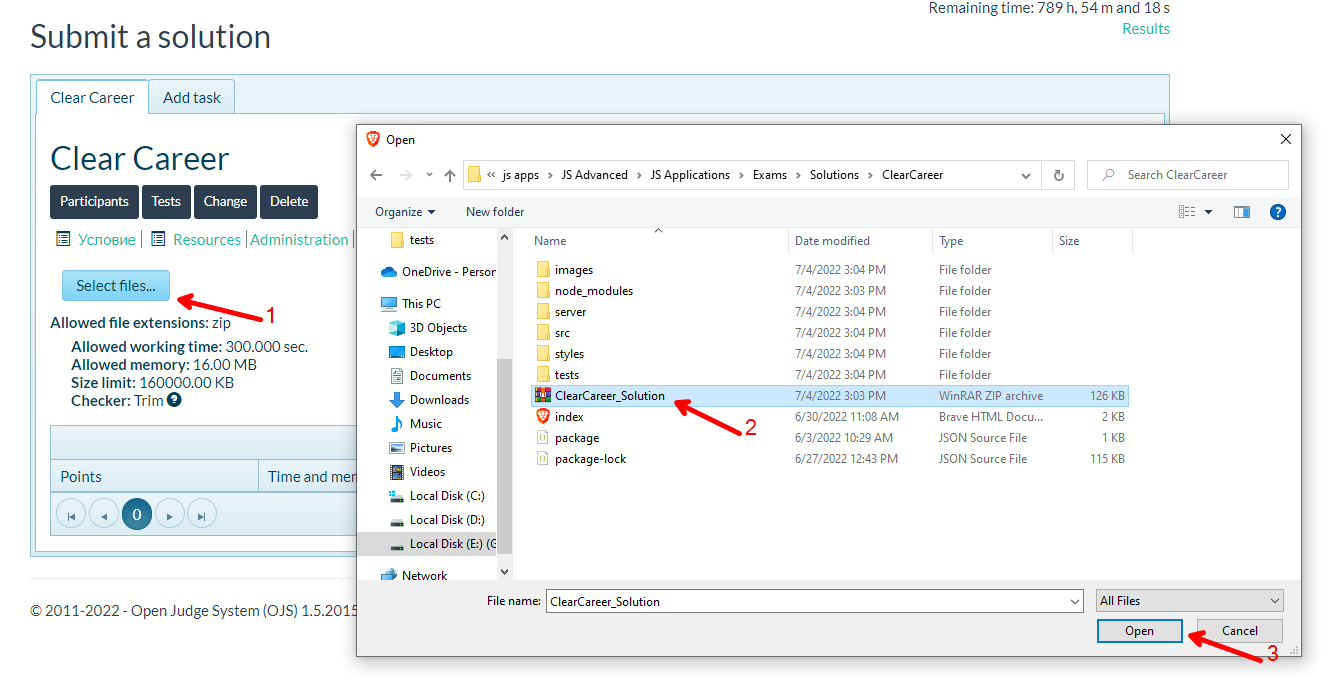 Remaining time: 789 h, 54 m and 18 s
Submit a solution
Results
Clear Career
Add task
Clear Career
Participants
Tests
Change
Delete
Условие
Resources
Administration
Select files...
1
Allowed file extensions: zip
Allowed working time: 300.000 sec.
Allowed memory: 16.00 MB
Size limit: 160000.00 KB
Checker: Trim ?
Points
Time and mer
0
© 2011-2022 - Open Judge System (OJS) 1.5.2015
Open
« js apps > JS Advanced > JS Applications > Exams > Solutions > ClearCareer
Search ClearCareer
Organize
New folder
?
tests
OneDrive - Person
This PC
3D Objects
Desktop
Documents
Downloads
Music
Pictures
Videos
Local Disk (C:)
Local Disk (D:)
Local Disk (E:) (G
Network
Name Date modified Type Size
images 7/4/2022 3:04 PM File folder
node_modules 7/4/2022 3:03 PM File folder
server 7/4/2022 3:04 PM File folder
src 7/4/2022 3:04 PM File folder
styles 7/4/2022 3:04 PM File folder
tests 7/4/2022 3:04 PM File folder
ClearCareer_Solution 7/4/2022 3:03 PM WinRAR ZIP archive 126 KB
index 6/30/2022 11:08 AM Brave HTML Docu... 2 KB
package 6/3/2022 10:29 AM JSON Source File 1 KB
package-lock 6/27/2022 12:43 PM JSON Source File 115 KB
2
File name: ClearCareer_Solution
All Files
Open
Cancel
3